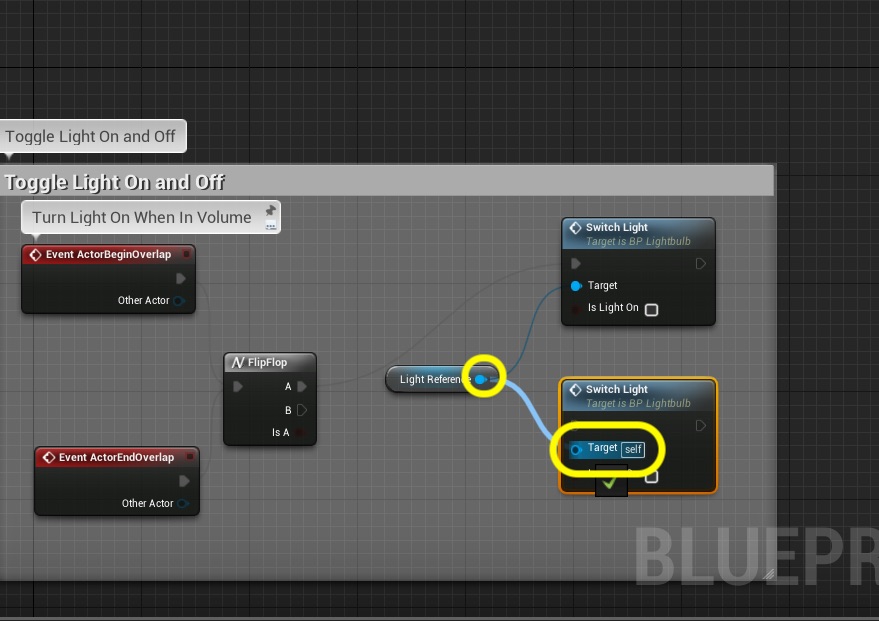 Toggle Light On and Off
Toggle Light On and Off
Turn Light On When In Volume
Event ActorBeginOverlap
Other Actor
FlipFlop
A
B
Is A
Event ActorEndOverlap
Other Actor
Light Reference
Switch Light
Target is BP Lightbulb
Target
Is Light On
Switch Light
Target is BP Lightbulb
Target self
BLUEPR